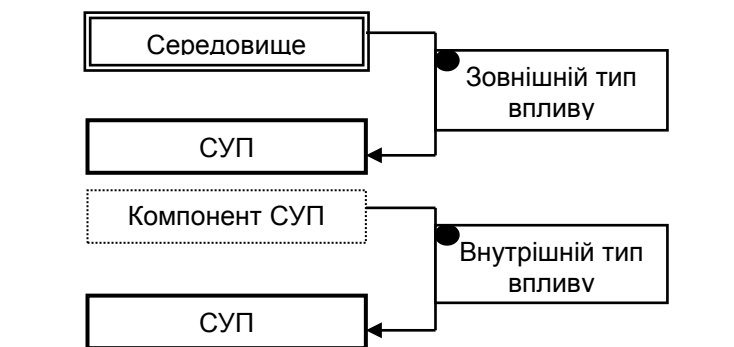 Середовище
Зовнішній тип
впливу
СУП
Компонент СУП
Внутрішній тип
впливу
СУП